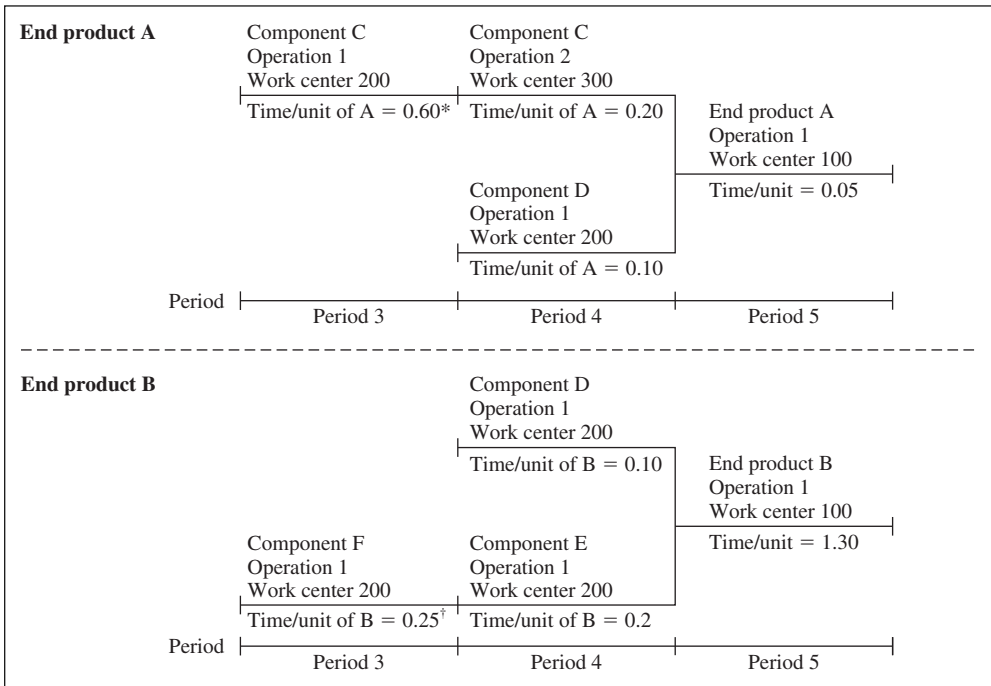 End product A
Component C
Operation 1
Work center 200
Time/unit of A = 0.60*
Component C
Operation 2
Work center 300
Time/unit of A = 0.20
End product A
Operation 1
Work center 100
Time/unit = 0.05
Component D
Operation 1
Work center 200
Time/unit of A = 0.10
Period
Period 3
Period 4
Period 5
End product B
Component D
Operation 1
Work center 200
Time/unit of B = 0.10
End product B
Operation 1
Work center 100
Time/unit = 1.30
Component F
Operation 1
Work center 200
Time/unit of B = 0.25†
Component E
Operation 1
Work center 200
Time/unit of B = 0.2
Period
Period 3
Period 4
Period 5